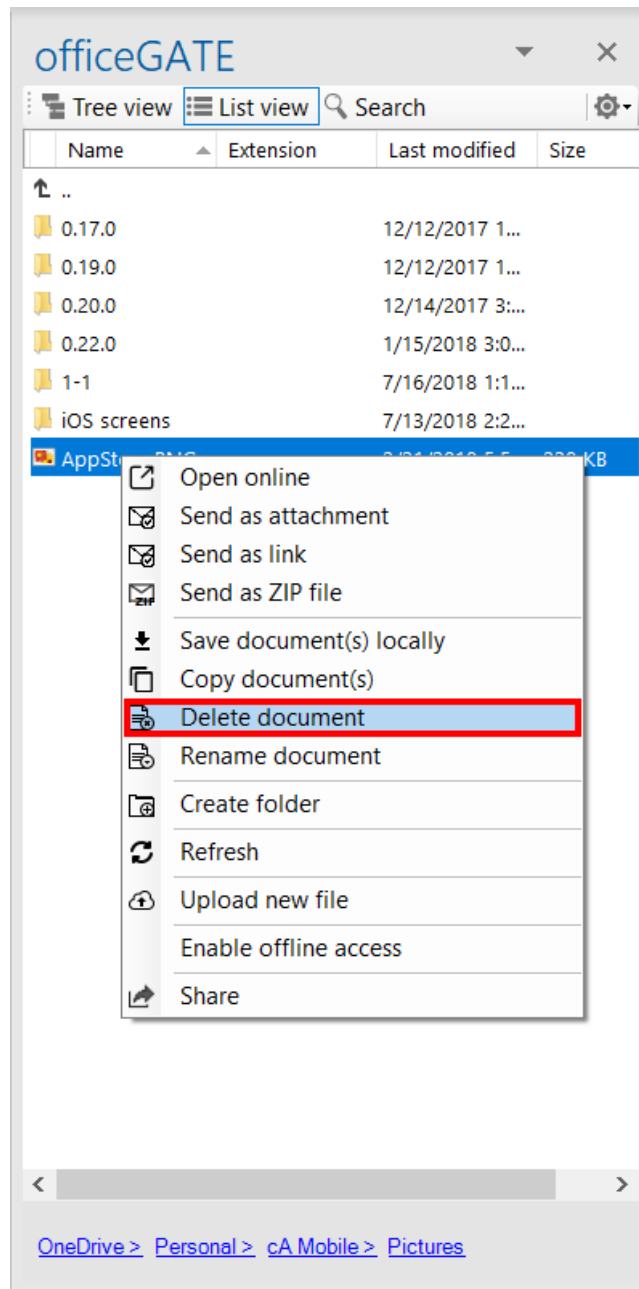 officeGATE
Tree view List view Search
Name Extension Last modified Size
..
0.17.0 12/12/2017 1...
0.19.0 12/12/2017 1...
0.20.0 12/14/2017 3:...
0.22.0 1/15/2018 3:0...
1-1 7/16/2018 1:1...
iOS screens 7/13/2018 2:2...
KB
Open online
Send as attachment
Send as link
ZIP Send as ZIP file
Save document(s) locally
Copy document(s)
Delete document
Rename document
Create folder
Refresh
Upload new file
Enable offline access
Share
OneDrive > Personal > cA Mobile > Pictures